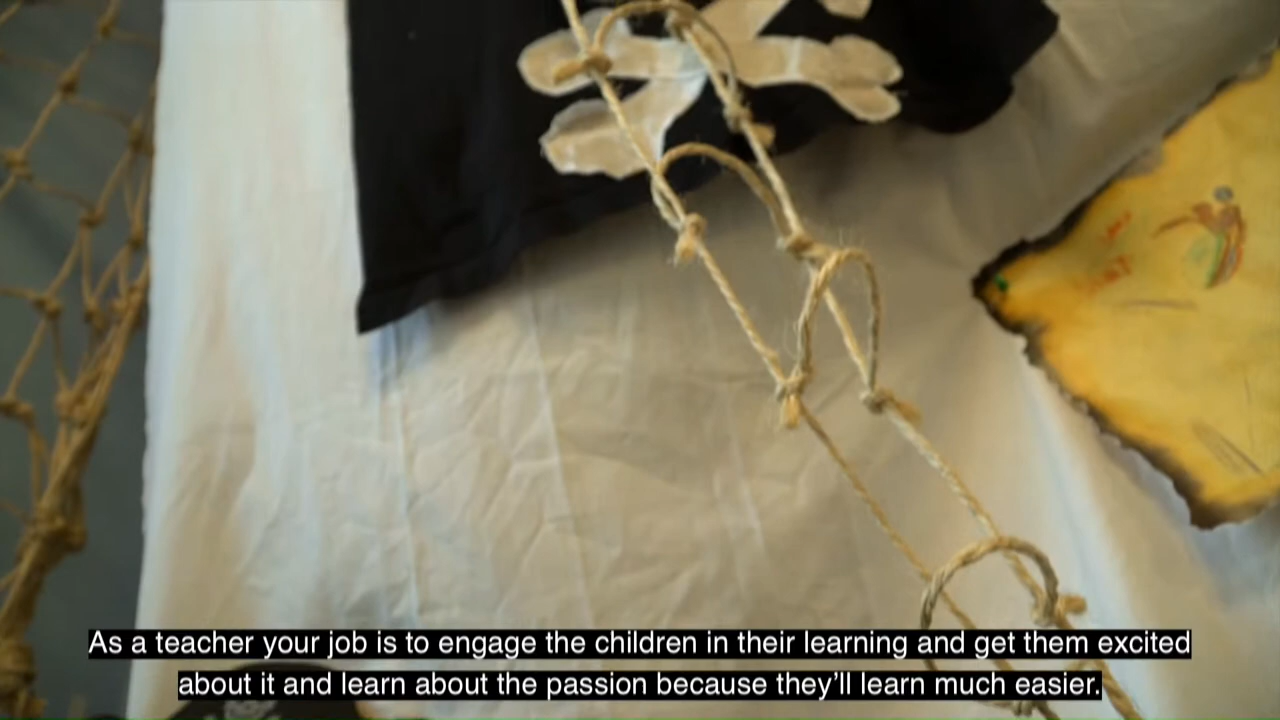 As a teacher your job is to engage the children in their learning and get them excited
about it and learn about the passion because they’ll learn much easier.